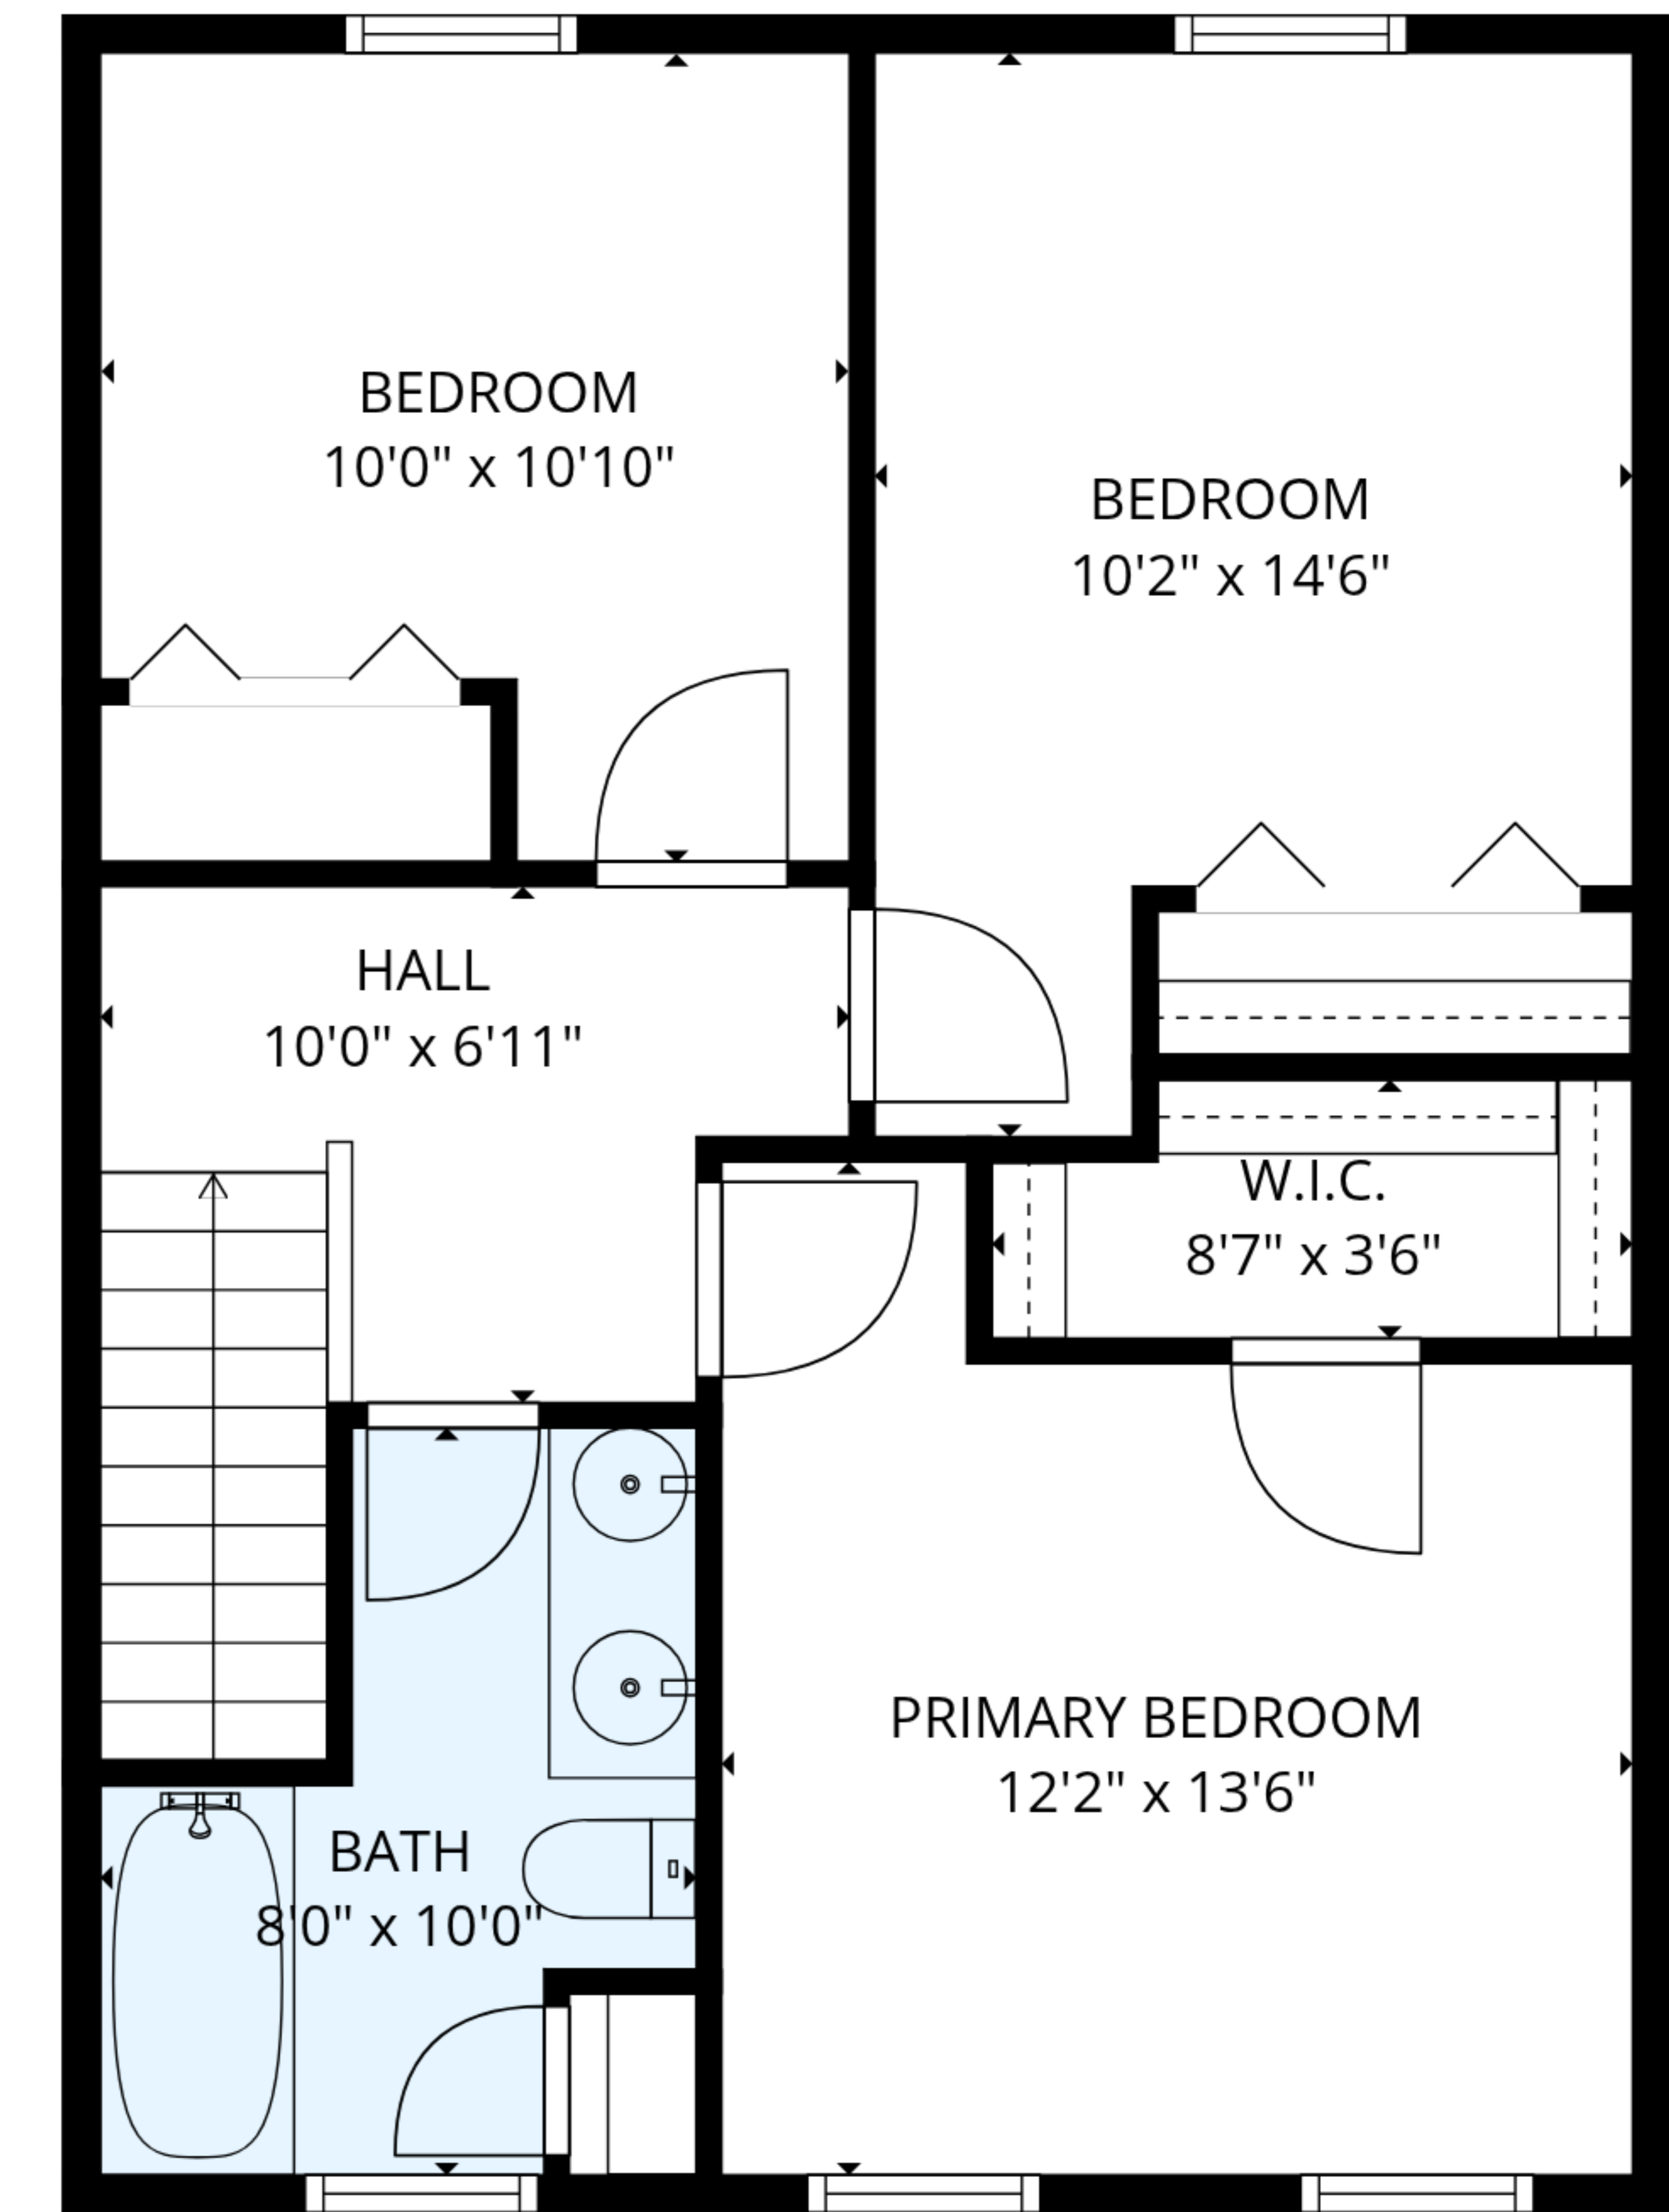 BEDROOM
10'0" x 10'10"
BEDROOM
10'2" x 14'6"
HALL
10'0" x 6'11"
W.I.C.
8'7" x 3'6"
PRIMARY BEDROOM
12'2" x 13'6"
BATH
8'0" x 10'0"